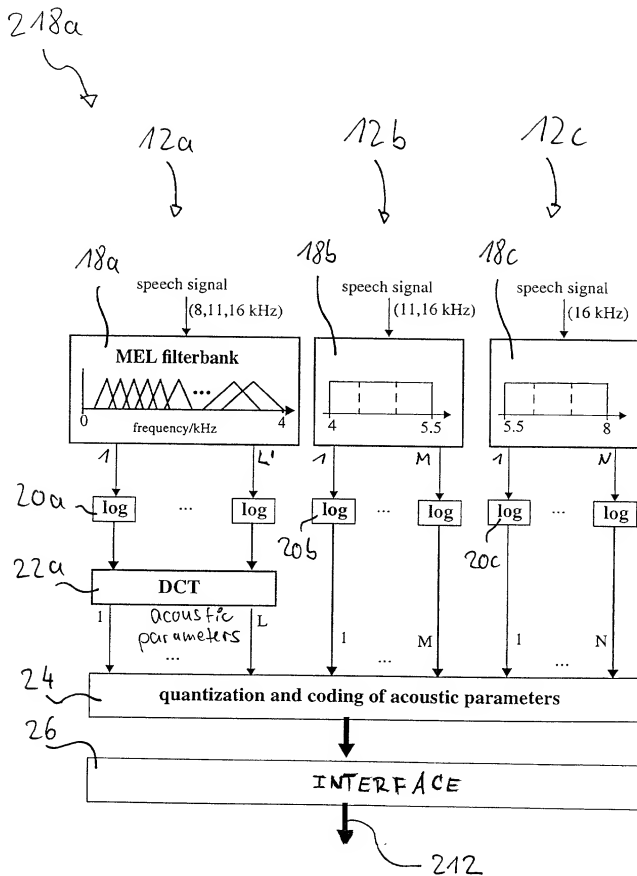 218a
12a 12b 12c
18a 18b 18c
speech signal speech signal speech signal
(8,11,16 kHz) (11,16 kHz) (16 kHz)
MEL filterbank
...
0 4 4 5.5 5.5 8
frequency/kHz
1 L' 1 M 1 N
20a log ... log log ... log log ... log
20b 20c
22a
DCT
1 acoustic L
parameters 1 M 1 N
... ... ...
24
quantization and coding of acoustic parameters
26
INTERFACE
212